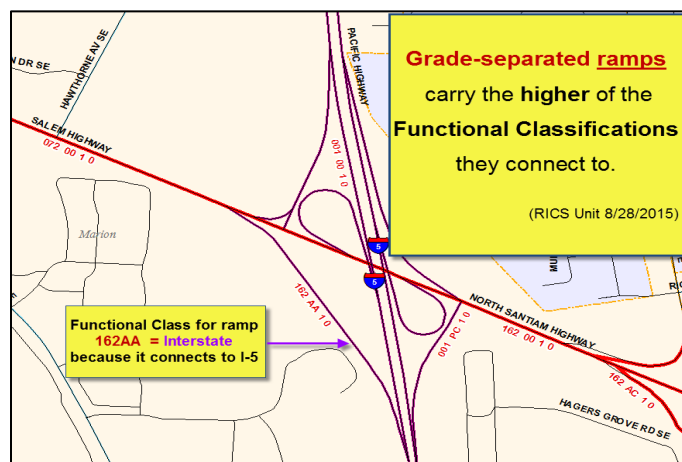 Grade-separated ramps
carry the higher of the
Functional Classifications
they connect to.
(RICS Unit 8/28/2015)
NDR SE
HAWTHORNE AV SE
PACIFIC HIGHWAY
SALEM HIGHWAY
072 00 1 0
001 00 1 0
Marion
5
5
Functional Class for ramp
162AA = Interstate
because it connects to I-5
162 AA 1 0
001 PC 1 0
NORTH SANTIAM HIGHWAY
162 00 1 0
162 AC 1 0
HAGERS GROVE RD SE